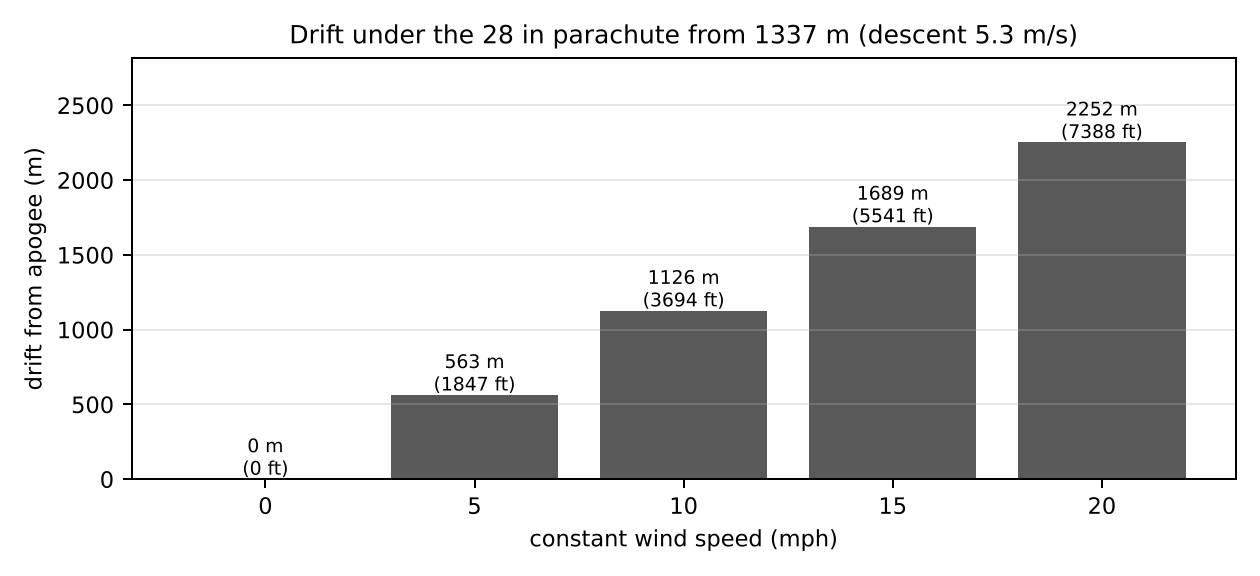 Drift under the 28 in parachute from 1337 m (descent 5.3 m/s)
drift from apogee (m)
2500
2000
1500
1000
500
0
0 m
(0 ft)
563 m
(1847 ft)
1126 m
(3694 ft)
1689 m
(5541 ft)
2252 m
(7388 ft)
0
5
10
15
20
constant wind speed (mph)